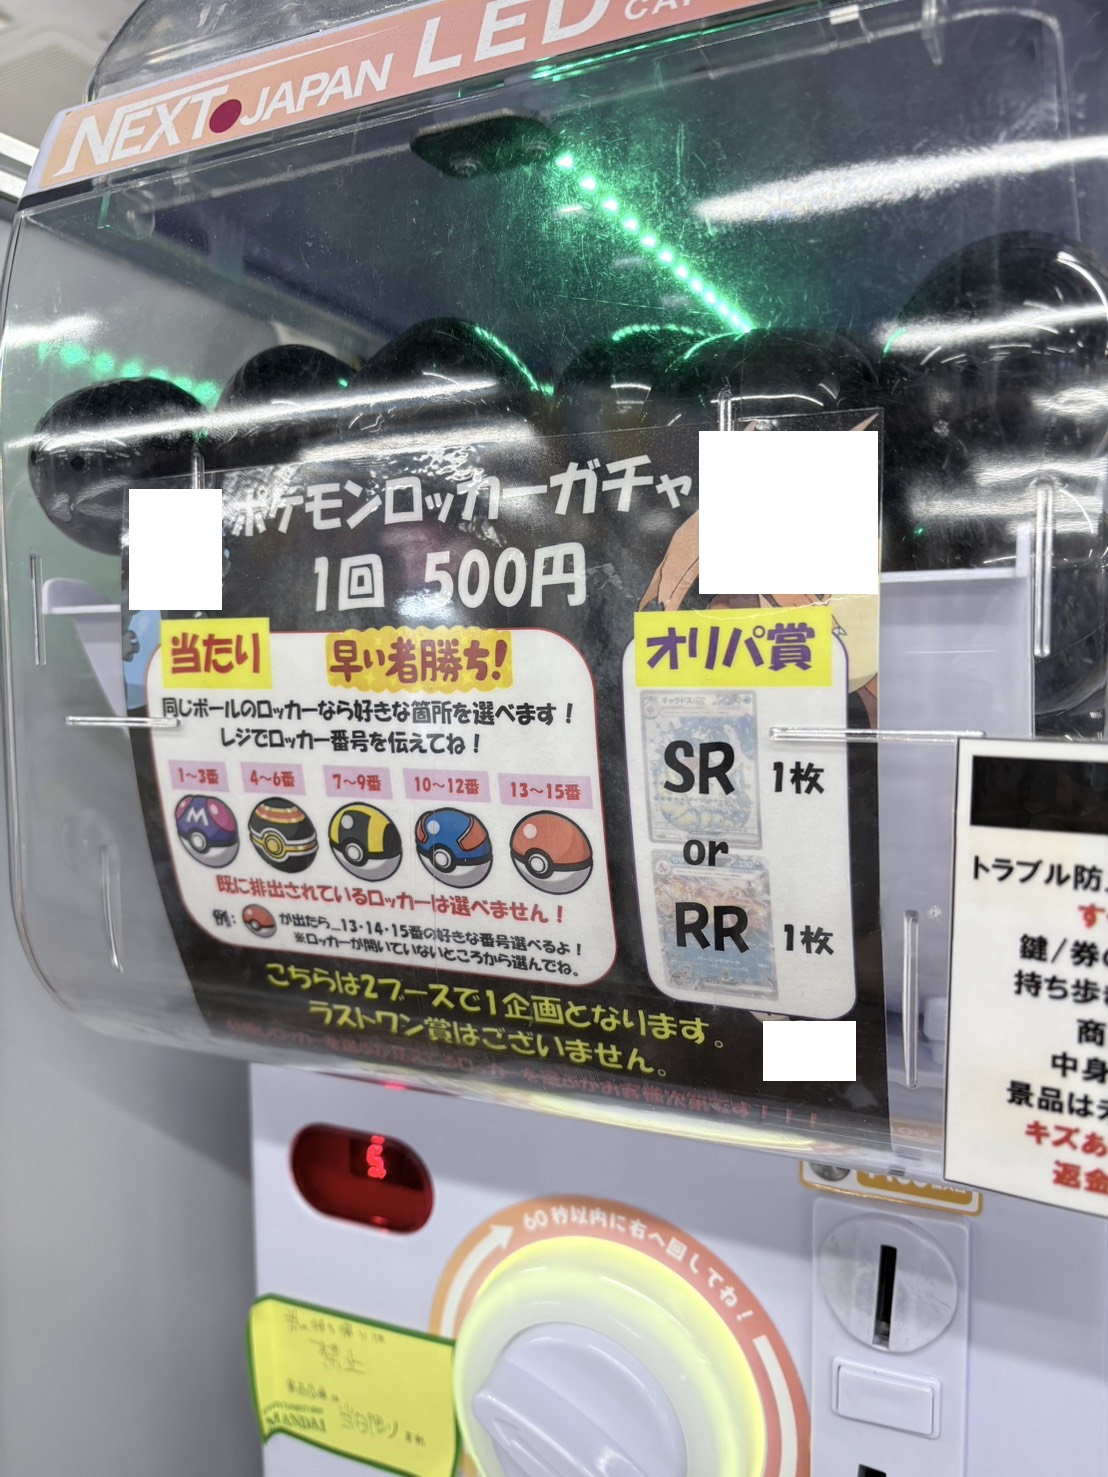 NEXT JAPAN LED
ポケモンロッカーガチャ
1回 500円
当たり
早い者勝ち!
同じボールのロッカーなら好きな箇所を選べます!
レジでロッカー番号を伝えてね!
1~3番 4~6番 7~9番 10~12番 13~15番
既に排出されているロッカーは選べません!
例: が出たら…13・14・15番の好きな番号選べるよ!
※ロッカーが開いていないところから選んでね。
オリパ賞
SR 1枚
or
RR 1枚
こちらは2ブースで1企画となります。
ラストワン賞はございません。
トラブル防
鍵/券
持ち歩
商
中身
景品は
キズあ
返金
5
60秒以内に右へ回してね!
禁止
BANDAI